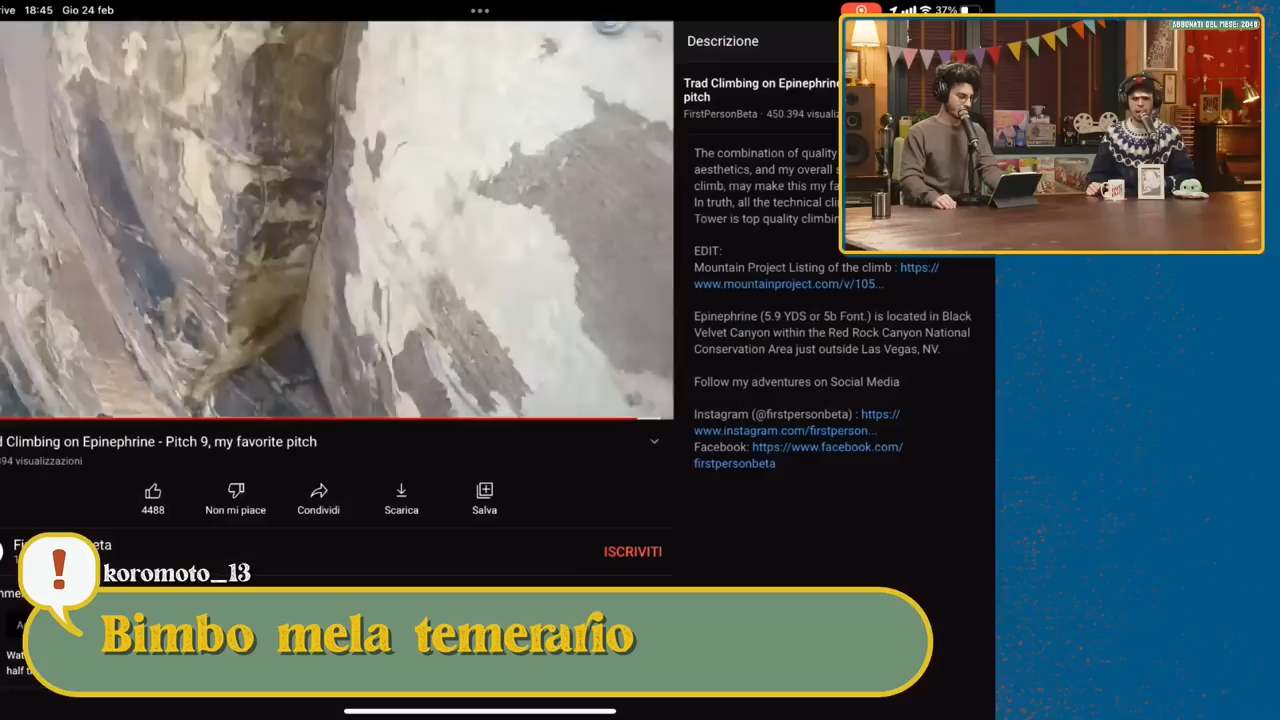 18:45 Gio 24 feb
37%
ABBONATI DEL MESE: 2048
Descrizione
Trad Climbing on Epinephrine
pitch
FirstPersonBeta · 450.394
The combination of quality
aesthetics, and my overall
climb, may make this my
In truth, all the technical
Tower is top quality
EDIT:
Mountain Project Listing of the climb : https://
www.mountainproject.com/v/105...
Epinephrine (5.9 YDS or 5b Font.) is located in Black
Velvet Canyon within the Red Rock Canyon National
Conservation Area just outside Las Vegas, NV.
Follow my adventures on Social Media
Instagram (@firstpersonbeta) : https://
www.instagram.com/firstperson...
Facebook: https://www.facebook.com/
firstpersonbeta
Climbing on Epinephrine - Pitch 9, my favorite pitch
visualizzazioni
4488
Non mi piace
Condividi
Scarica
Salva
ISCRIVITI
koromoto_13
Bimbo mela temerario